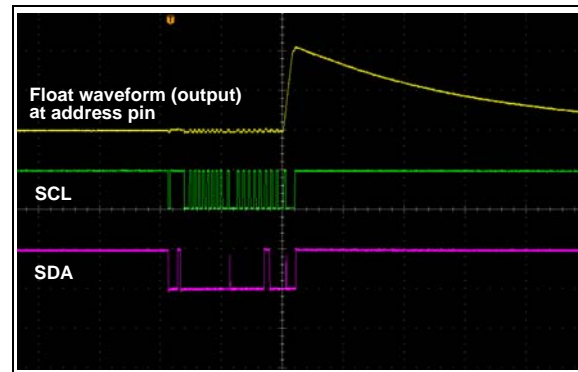 T
Float waveform (output)
at address pin
SCL
SDA